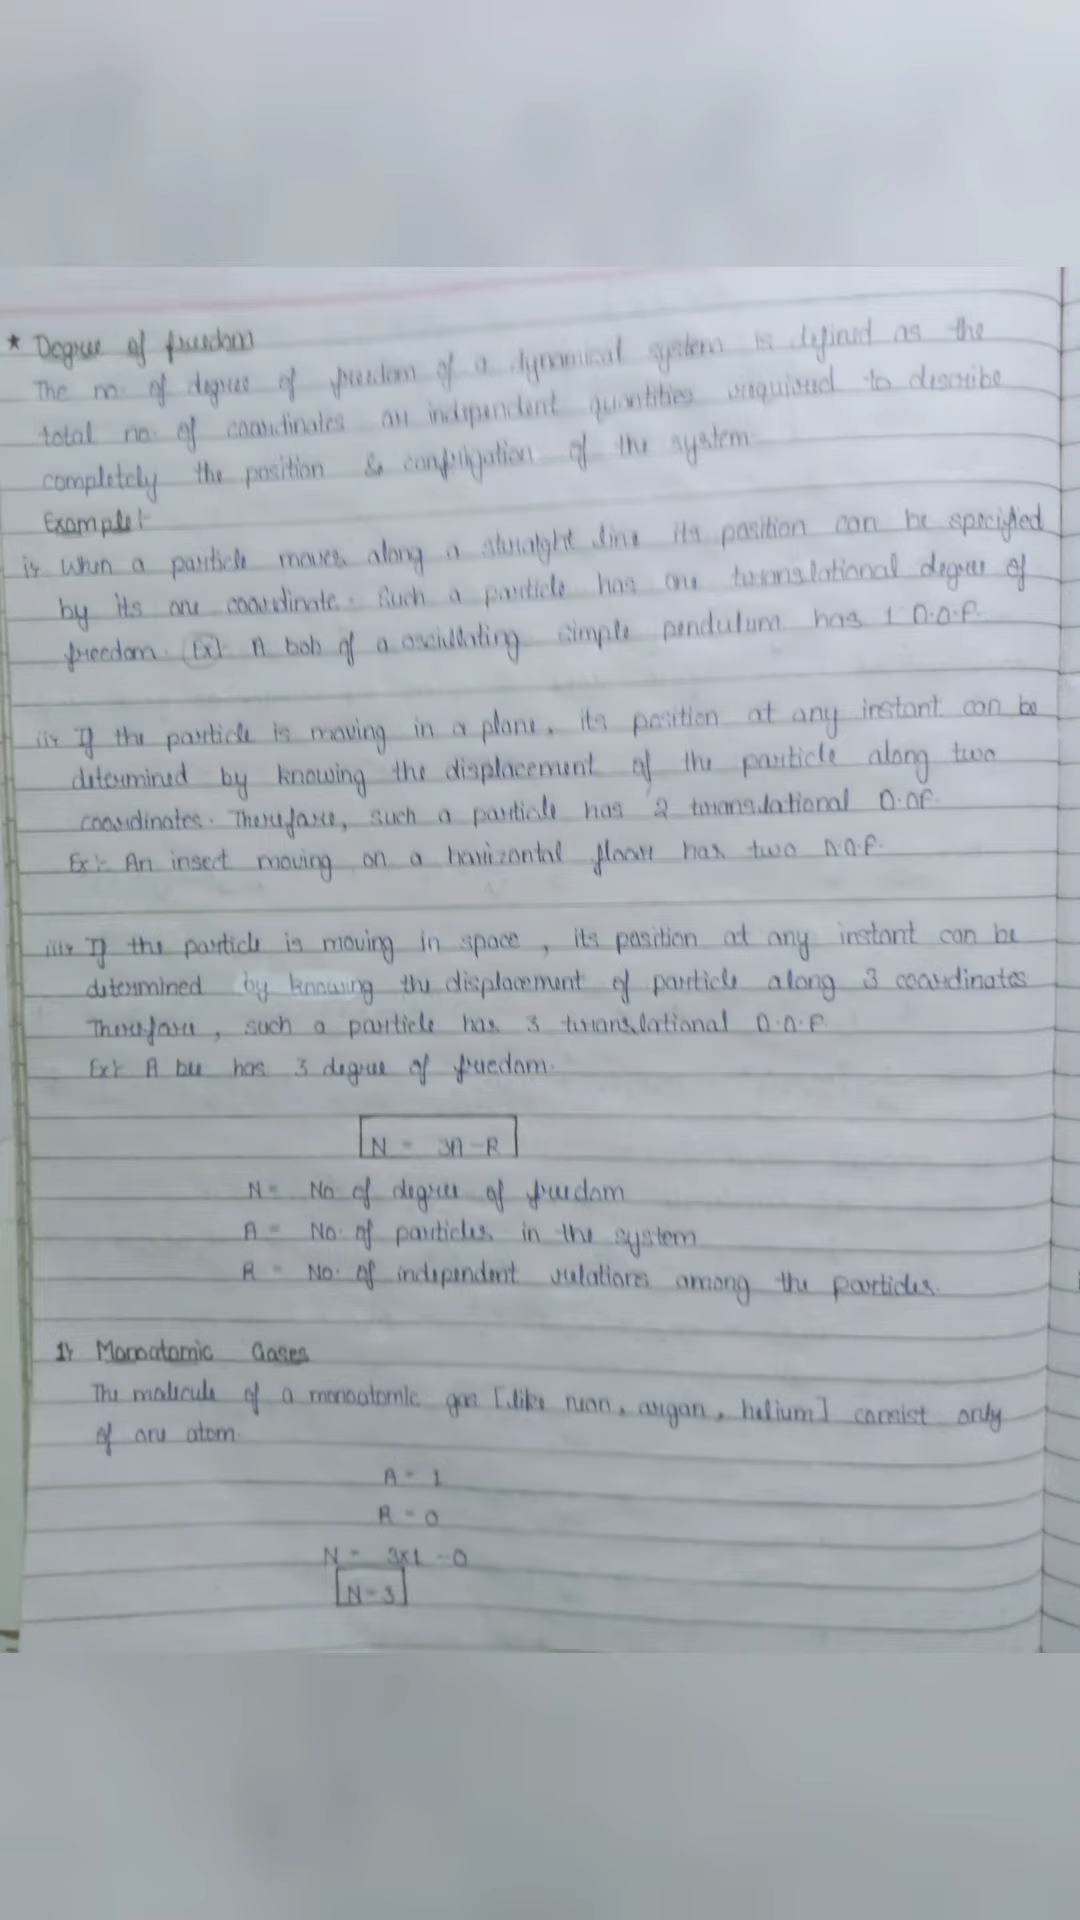 * Degree of freedom
The no. of degree of freedom of a dynamical system is defined as the
total no. of coordinates or independent quantities required to describe
completely the position & configation of the system.
Example:-
i) When a particle moves along a straight line its position can be specified
by its one coordinate. Such a particle has one translational degree of
freedom. Ex:- A bob of a oscillating simple pendulum has 1 D.O.F.
ii) If the particle is moving in a plane, its position at any instant can be
determined by knowing the displacement of the particle along two
coordinates. Therefore, such a particle has 2 translational D.OF.
Ex:- An insect moving on a horizontal floor has two D.O.F.
iii) If the particle is moving in space, its position at any instant can be
determined by knowing the displacement of particle along 3 coordinates
Therefore, such a particle has 3 translational D.O.F
Ex:- A bee has 3 degree of freedom.
N = 3A - R
N = No of degree of freedom
A = No. of particles in the system
R = No. of independent relations among the particles.
1) Monoatomic Gases
The molecule of a monoatomic gas [like neon, argon, helium] consist only
of one atom.
A = 1
R = 0
N = 3x1 - 0
N = 3